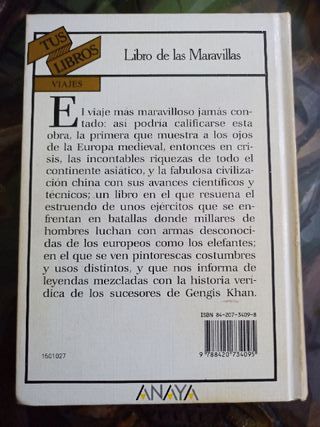 TUS
LIBROS
VIAJES
Libro de las Maravillas
El viaje más maravilloso jamás con-
tado: así podría calificarse esta
obra, la primera que muestra a los ojos
de la Europa medieval, entonces en cri-
sis, las incontables riquezas de todo el
continente asiático, y la fabulosa civiliza-
ción china con sus avances científicos y
técnicos; un libro en el que resuena el
estruendo de unos ejércitos que se en-
frentan en batallas donde millares de
hombres luchan con armas desconoci-
das de los europeos como los elefantes;
en el que se ven pintorescas costumbres
y usos distintos, y que nos informa de
leyendas mezcladas con la historia verí-
dica de los sucesores de Gengis Khan.
ISBN 84-207-3409-8
9 788420 734095
1501027
ANAYA